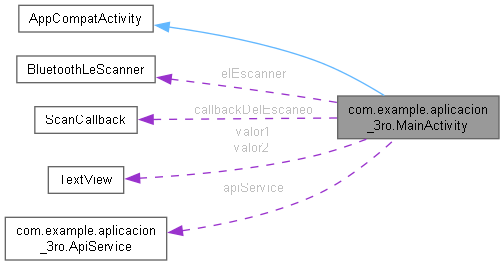 AppCompatActivity
BluetoothLeScanner
elEscanner
ScanCallback
callbackDelEscaneo
com.example.aplicacion
_3ro.MainActivity
valor1
valor2
TextView
apiService
com.example.aplicacion
_3ro.ApiService